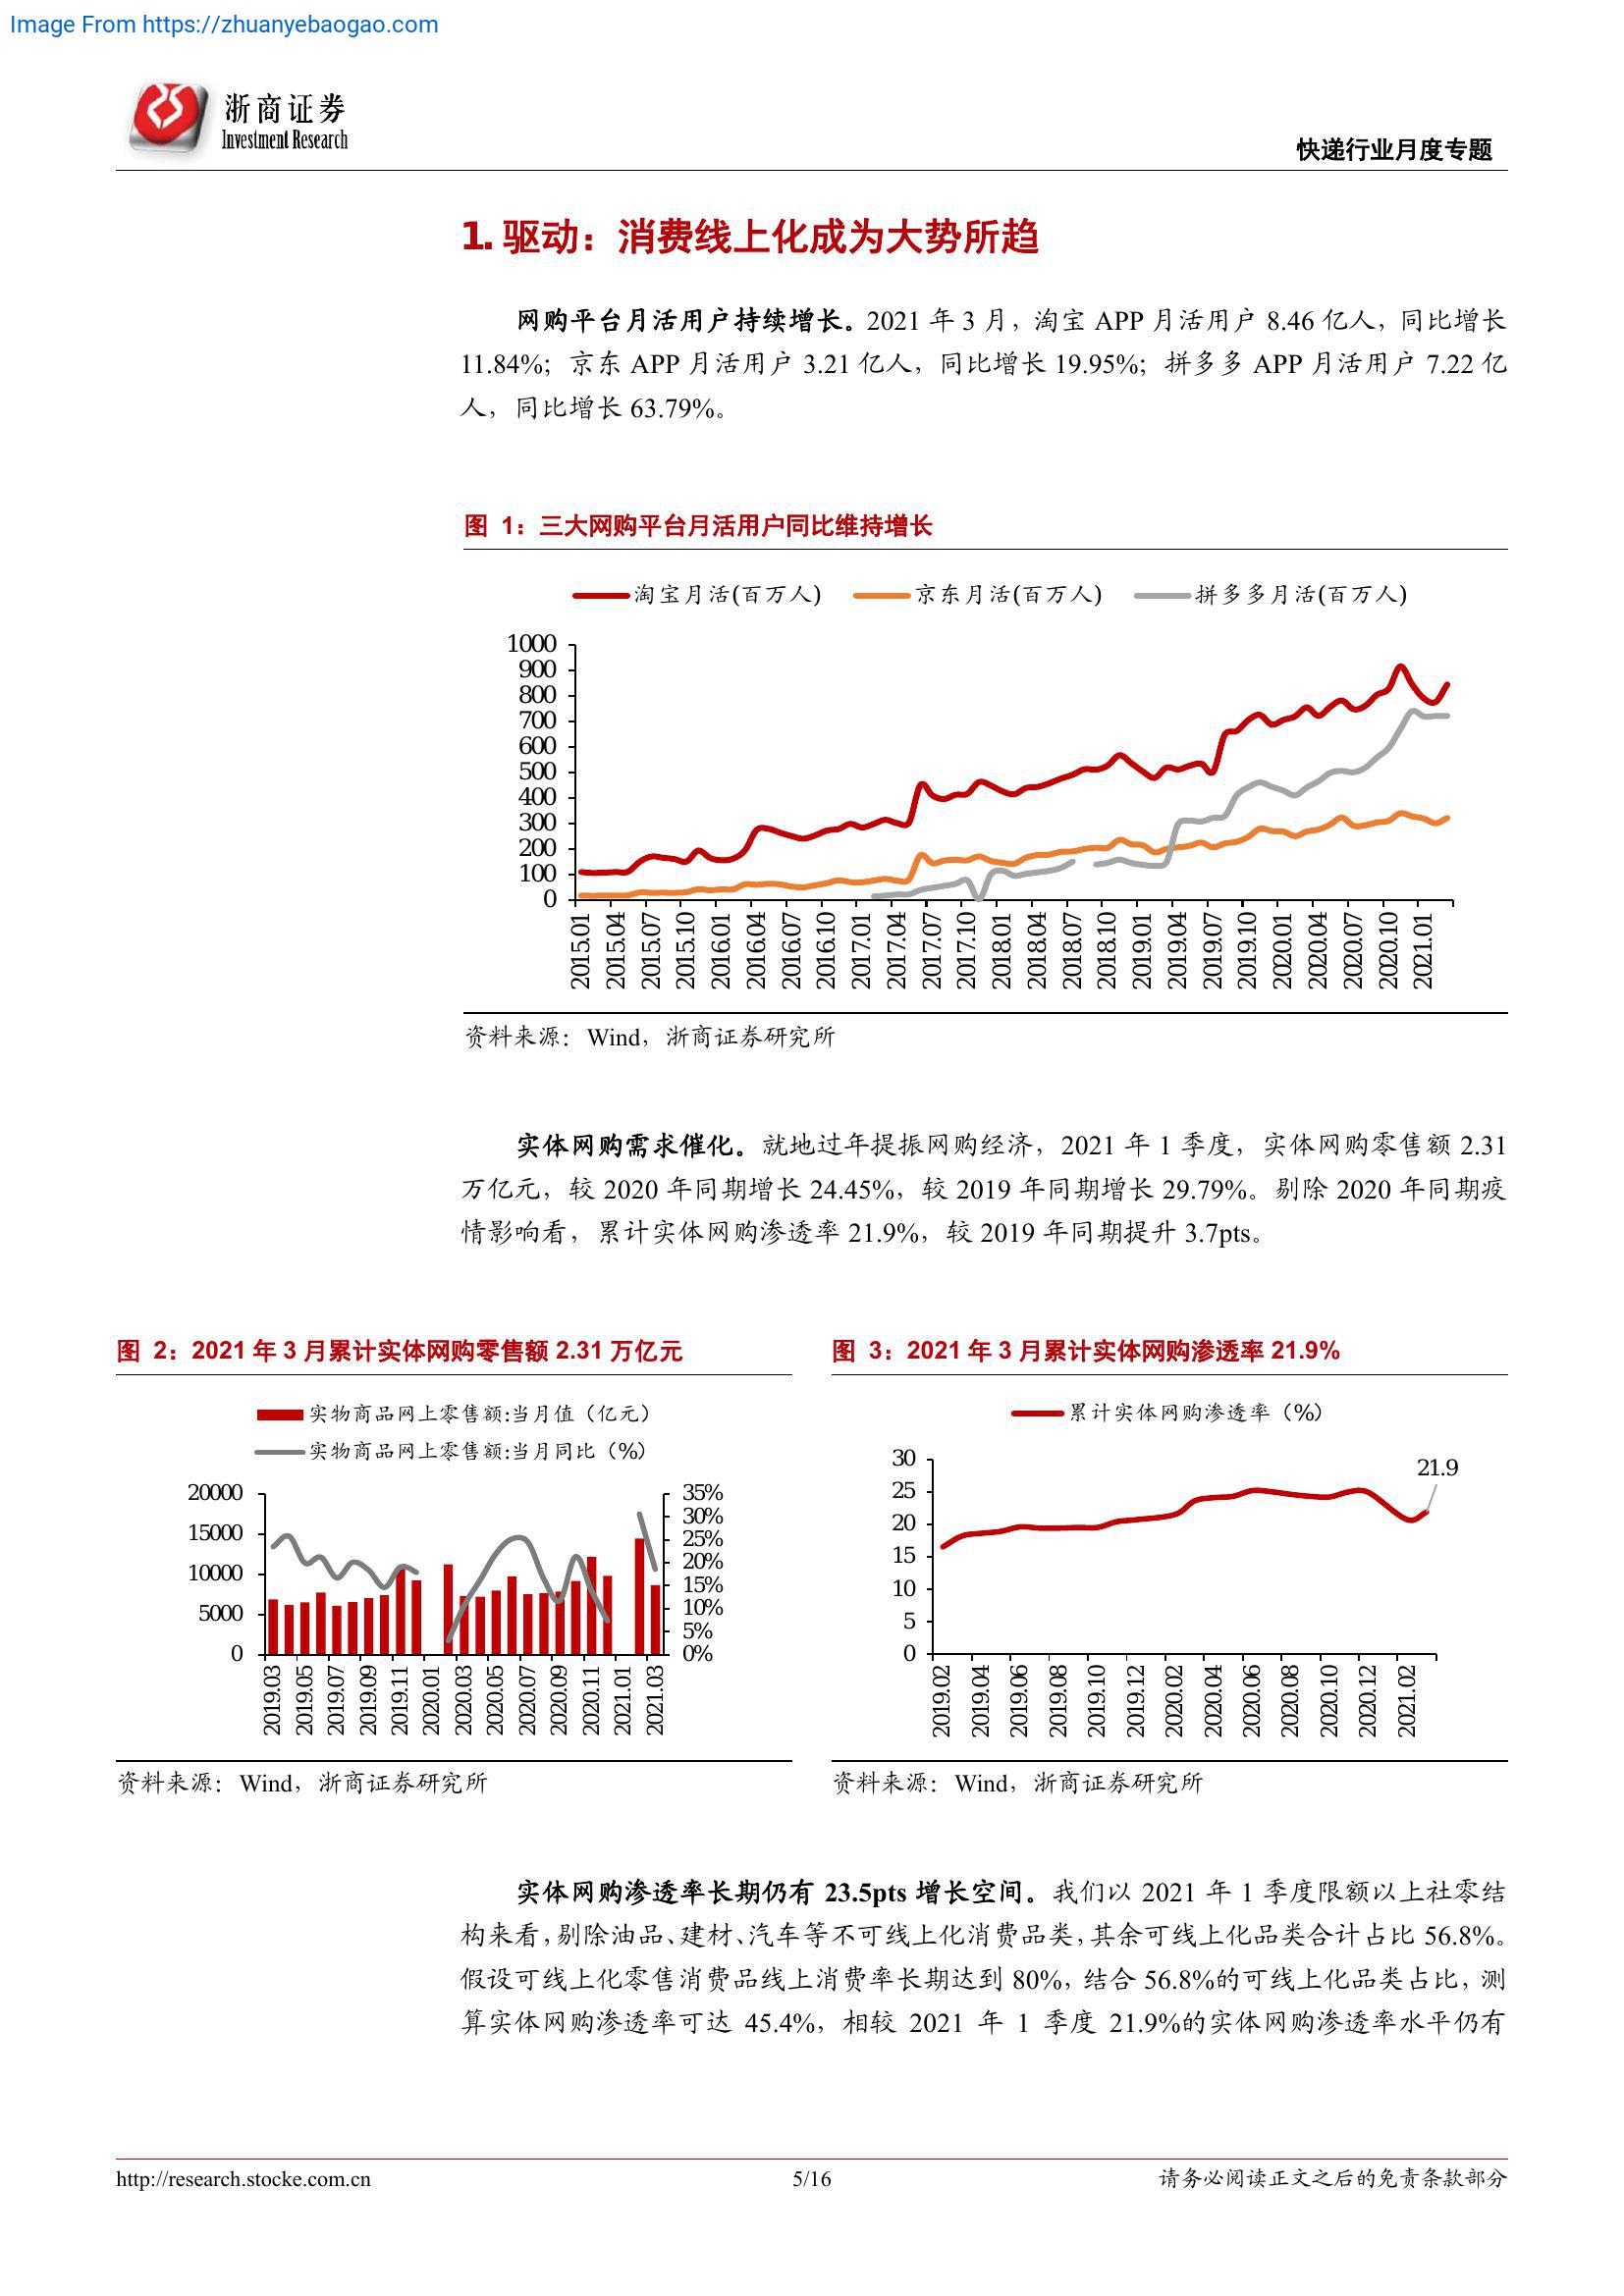 Image From https://zhuanyebaogao.com
浙商证券
Investment Research
快递行业月度专题
1. 驱动：消费线上化成为大势所趋
网购平台月活用户持续增长。2021 年 3 月，淘宝 APP 月活用户 8.46 亿人，同比增长
11.84%；京东 APP 月活用户 3.21 亿人，同比增长 19.95%；拼多多 APP 月活用户 7.22 亿
人，同比增长 63.79%。
图 1：三大网购平台月活用户同比维持增长
淘宝月活(百万人) 京东月活(百万人) 拼多多月活(百万人)
1000
900
800
700
600
500
400
300
200
100
0
2015.01 2015.04 2015.07 2015.10 2016.01 2016.04 2016.07 2016.10 2017.01 2017.04 2017.07 2017.10 2018.01 2018.04 2018.07 2018.10 2019.01 2019.04 2019.07 2019.10 2020.01 2020.04 2020.07 2020.10 2021.01
资料来源：Wind，浙商证券研究所
实体网购需求催化。就地过年提振网购经济，2021 年 1 季度，实体网购零售额 2.31
万亿元，较 2020 年同期增长 24.45%，较 2019 年同期增长 29.79%。剔除 2020 年同期疫
情影响看，累计实体网购渗透率 21.9%，较 2019 年同期提升 3.7pts。
图 2：2021 年 3 月累计实体网购零售额 2.31 万亿元
实物商品网上零售额:当月值（亿元）
实物商品网上零售额:当月同比（%）
20000
15000
10000
5000
0
35%
30%
25%
20%
15%
10%
5%
0%
2019.03 2019.05 2019.07 2019.09 2019.11 2020.01 2020.03 2020.05 2020.07 2020.09 2020.11 2021.01 2021.03
资料来源：Wind，浙商证券研究所
图 3：2021 年 3 月累计实体网购渗透率 21.9%
累计实体网购渗透率（%）
30
25
20
15
10
5
0
21.9
2019.02 2019.04 2019.06 2019.08 2019.10 2019.12 2020.02 2020.04 2020.06 2020.08 2020.10 2020.12 2021.02
资料来源：Wind，浙商证券研究所
实体网购渗透率长期仍有 23.5pts 增长空间。我们以 2021 年 1 季度限额以上社零结
构来看，剔除油品、建材、汽车等不可线上化消费品类，其余可线上化品类合计占比 56.8%。
假设可线上化零售消费品线上消费率长期达到 80%，结合 56.8%的可线上化品类占比，测
算实体网购渗透率可达 45.4%，相较 2021 年 1 季度 21.9%的实体网购渗透率水平仍有
http://research.stocke.com.cn
5/16
请务必阅读正文之后的免责条款部分